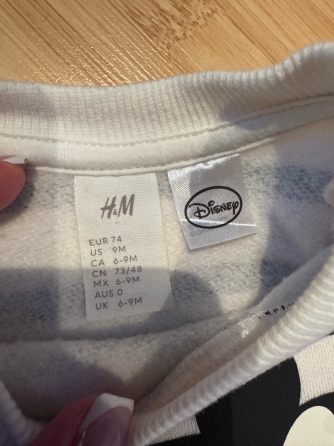 H&M
EUR 74
US 9M
CA 6-9M
CN 73/48
MX 6-9M
AUS 0
UK 6-9M
Disney